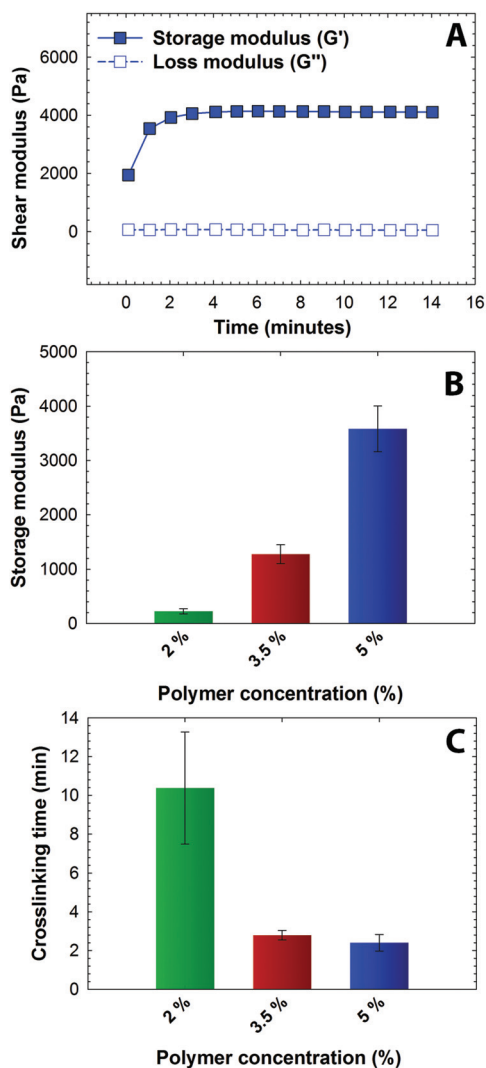 A
Storage modulus (G')
Loss modulus (G'')
Shear modulus (Pa)
6000
4000
2000
0
0 2 4 6 8 10 12 14 16
Time (minutes)
B
Storage modulus (Pa)
5000
4000
3000
2000
1000
0
2 % 3.5 % 5 %
Polymer concentration (%)
C
Crosslinking time (min)
14
12
10
8
6
4
2
0
2 % 3.5 % 5 %
Polymer concentration (%)